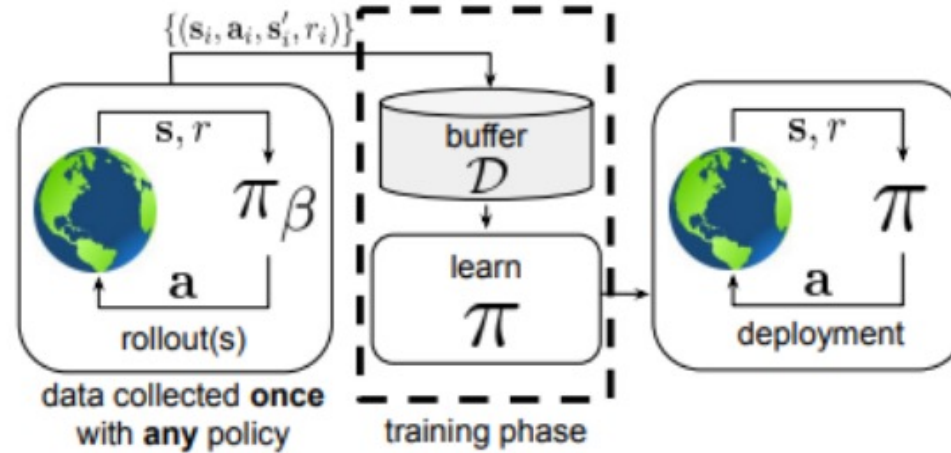 {(s_i, a_i, s'_i, r_i)}
s, r
π_β
a
rollout(s)
data collected once
with any policy
buffer
D
learn
π
training phase
s, r
π
a
deployment